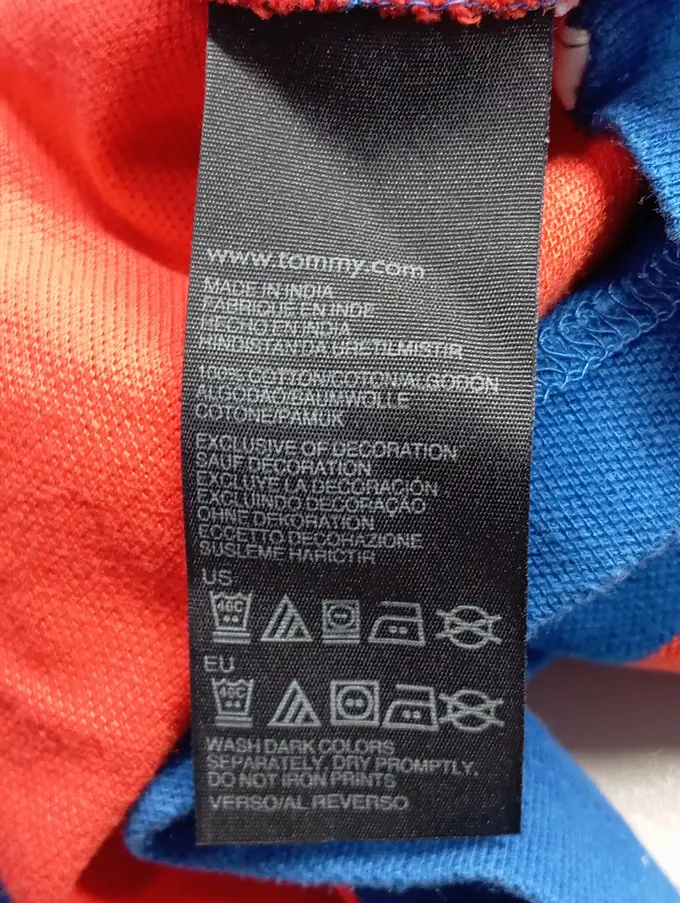 www.tommy.com
MADE IN INDIA
FABRIQUE EN INDE
HECHO EN INDIA
HINDISTAN DA URETILMISTIR
100% COTTON/COTON/ALGODON
ALGODAO/BAUMWOLLE
COTONE/PAMUK
EXCLUSIVE OF DECORATION
SAUF DECORATION
EXCLUYE LA DECORACIÓN
EXCLUINDO DECORAÇAO
OHNE DEKORATION
ECCETTO DECORAZIONE
SUSLEME HARICTIR
US
40C
EU
40C
WASH DARK COLORS
SEPARATELY, DRY PROMPTLY.
DO NOT IRON PRINTS
VERSO/AL REVERSO